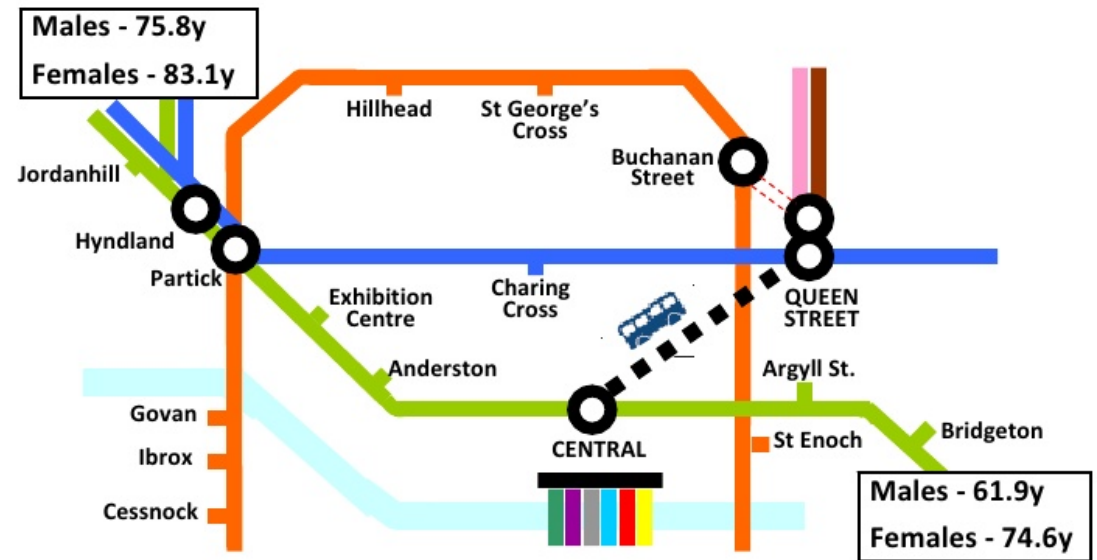 Males - 75.8y
Females - 83.1y
Hillhead
St George's
Cross
Buchanan
Street
Jordanhill
Hyndland
Partick
Exhibition
Centre
Charing
Cross
QUEEN
STREET
Anderston
Argyll St.
Govan
Ibrox
Cessnock
CENTRAL
St Enoch
Bridgeton
Males - 61.9y
Females - 74.6y